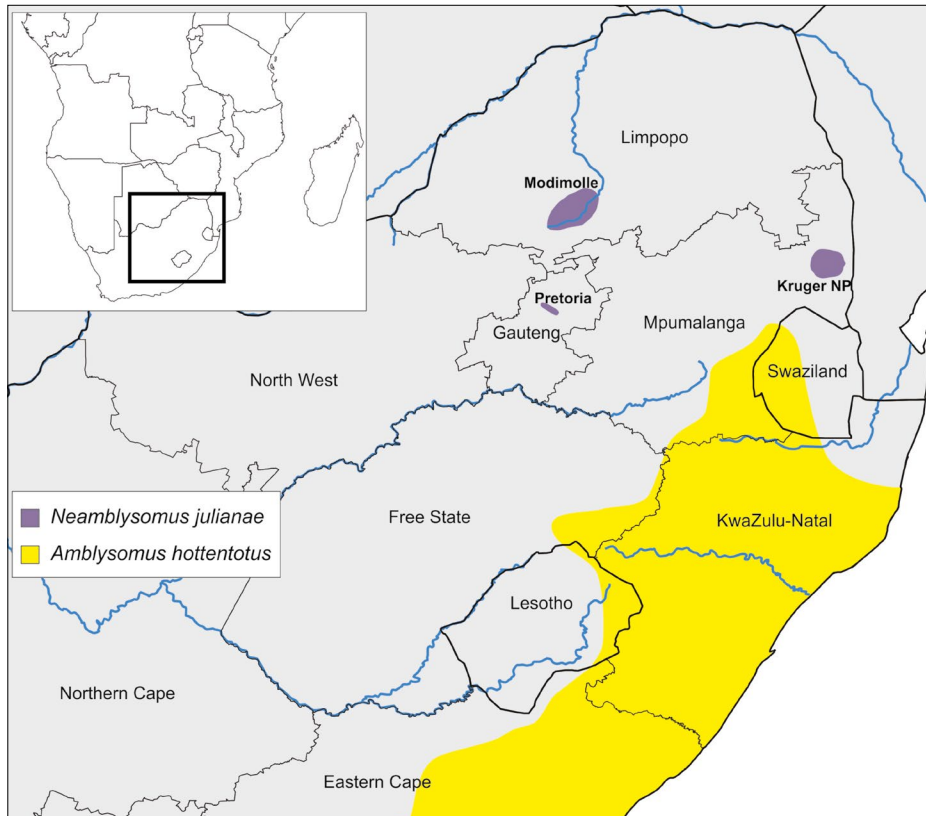 Limpopo
Modimolle
Kruger NP
Pretoria
Mpumalanga
Gauteng
Swaziland
North West
Neamblysomus julianae
Amblysomus hottentotus
Free State
KwaZulu-Natal
Lesotho
Northern Cape
Eastern Cape